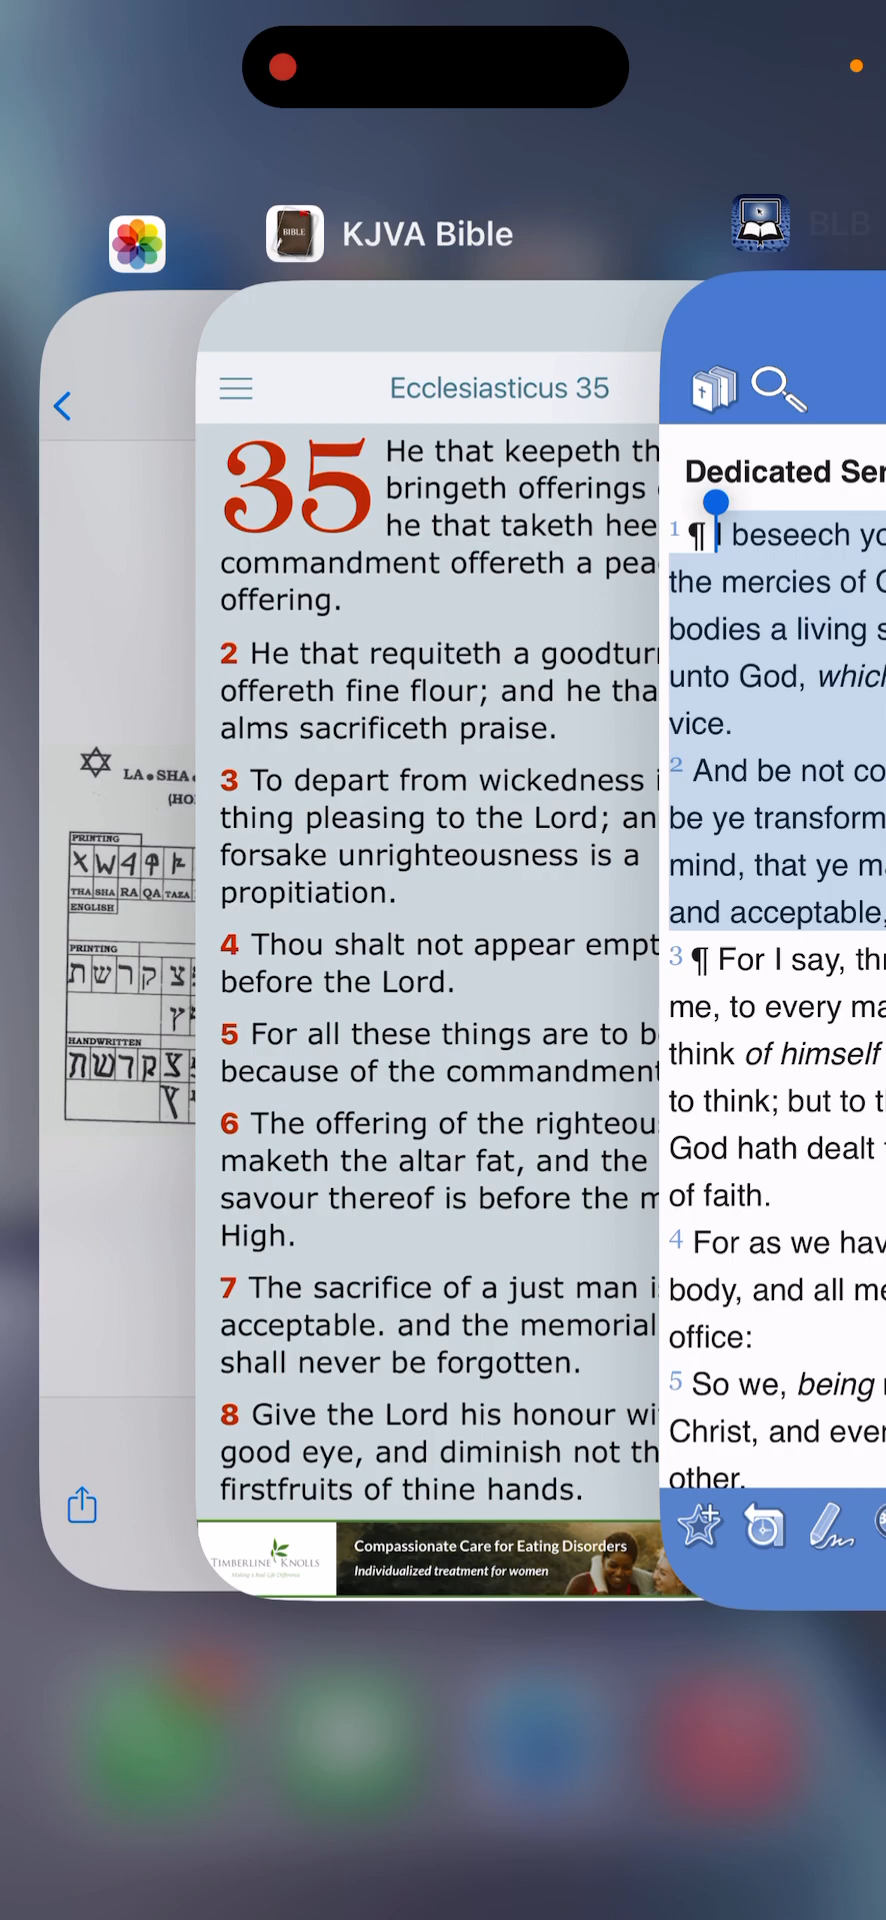 KJVA Bible
BLB
LA•SHA
(HO
PRINTING
THA SHA RA QA TAZA
ENGLISH
PRINTING
ת ש ר ק צ
ץ
HANDWRITTEN
ת ש ר ק צ
ץ
Ecclesiasticus 35
35 He that keepeth th
bringeth offerings
he that taketh hee
commandment offereth a pea
offering.
2 He that requiteth a goodtur
offereth fine flour; and he tha
alms sacrificeth praise.
3 To depart from wickedness i
thing pleasing to the Lord; an
forsake unrighteousness is a
propitiation.
4 Thou shalt not appear empt
before the Lord.
5 For all these things are to b
because of the commandment
6 The offering of the righteou
maketh the altar fat, and the
savour thereof is before the m
High.
7 The sacrifice of a just man i
acceptable. and the memorial
shall never be forgotten.
8 Give the Lord his honour wi
good eye, and diminish not th
firstfruits of thine hands.
TIMBERLINE KNOLLS
Compassionate Care for Eating Disorders
Individualized treatment for women
Dedicated Ser
1 ¶ I beseech yo
the mercies of G
bodies a living s
unto God, which
vice.
2 And be not co
be ye transform
mind, that ye ma
and acceptable,
3 ¶ For I say, thr
me, to every ma
think of himself
to think; but to th
God hath dealt
of faith.
4 For as we hav
body, and all me
office:
5 So we, being
Christ, and ever
other.